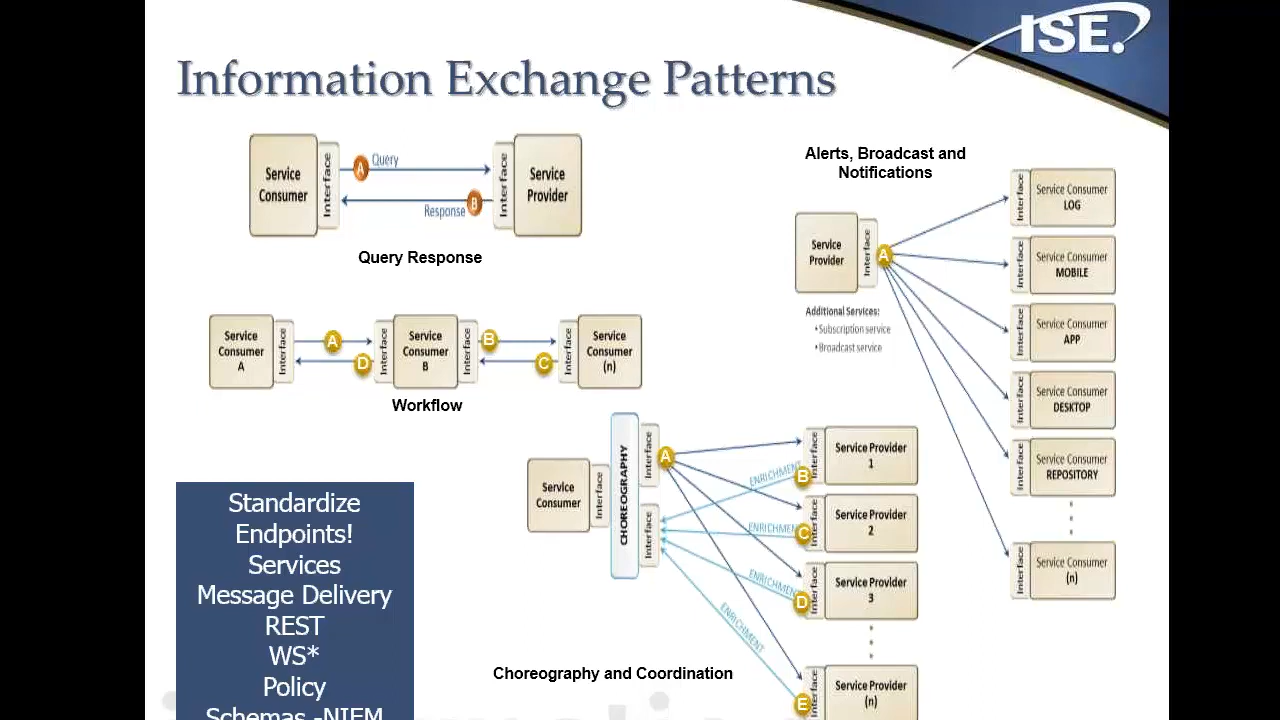 ISE.
Information Exchange Patterns
Service
Consumer
Interface
A
Query
Response
B
Interface
Service
Provider
Query Response
Service
Consumer
A
Interface
A
D
Interface
Service
Consumer
B
Interface
B
C
Interface
Service
Consumer
(n)
Workflow
Alerts, Broadcast and
Notifications
Service
Provider
Interface
A
Additional Services:
• Subscription service
• Broadcast service
Interface
Service Consumer
LOG
Interface
Service Consumer
MOBILE
Interface
Service Consumer
APP
Interface
Service Consumer
DESKTOP
Interface
Service Consumer
REPOSITORY
Interface
Service Consumer
(n)
Service
Consumer
Interface
CHOREOGRAPHY
Interface
Interface
A
ENRICHMENT
B
Interface
Service Provider
1
ENRICHMENT
C
Interface
Service Provider
2
ENRICHMENT
D
Interface
Service Provider
3
ENRICHMENT
E
Interface
Service Provider
(n)
Choreography and Coordination
Standardize
Endpoints!
Services
Message Delivery
REST
WS*
Policy
Schemas -NIEM